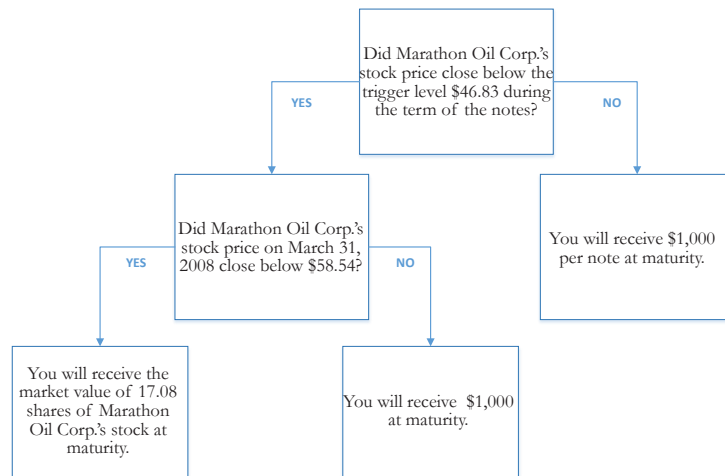 Did Marathon Oil Corp.'s
stock price close below the
trigger level $46.83 during
the term of the notes?
YES
NO
Did Marathon Oil Corp.'s
stock price on March 31,
2008 close below $58.54?
You will receive $1,000
per note at maturity.
YES
NO
You will receive the
market value of 17.08
shares of Marathon
Oil Corp.'s stock at
maturity.
You will receive $1,000
at maturity.